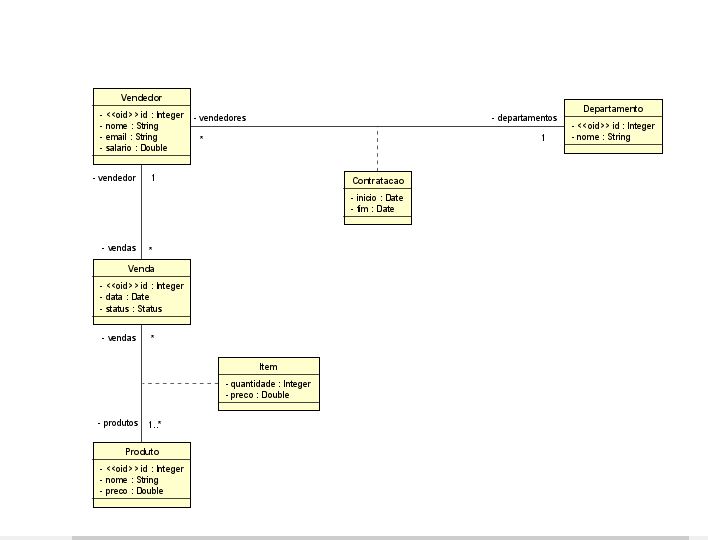 Vendedor
- <<oid>> id : Integer
- nome : String
- email : String
- salario : Double
- vendedores
*
- departamentos
1
Departamento
- <<oid>> id : Integer
- nome : String
- vendedor
1
Contratacao
- inicio : Date
- fim : Date
- vendas
*
Venda
- <<oid>> id : Integer
- data : Date
- status : Status
- vendas
*
Item
- quantidade : Integer
- preco : Double
- produtos
1..*
Produto
- <<oid>> id : Integer
- nome : String
- preco : Double